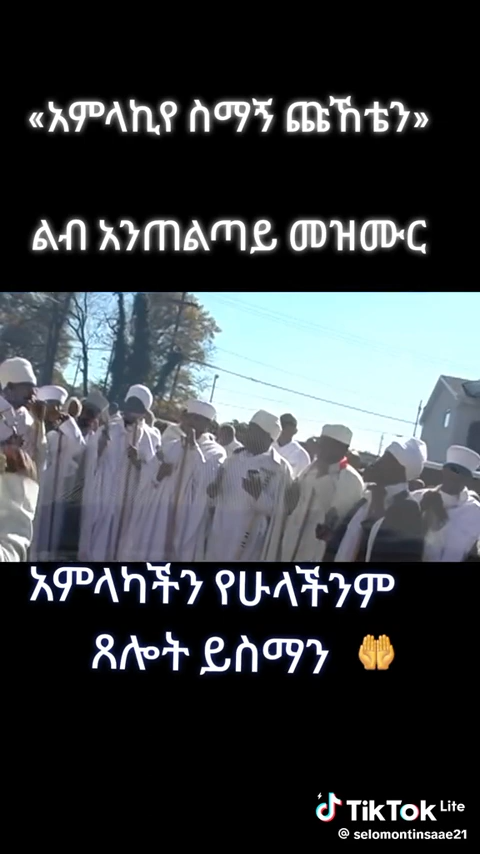 «አምላኪየ ስማኝ ጩኸቴን»
ልብ አንጠልጣይ መዝሙር
አምላካችን የሁላችንም
ጸሎት ይስማን 🤲
TikTok Lite
@ selomontinsaae21